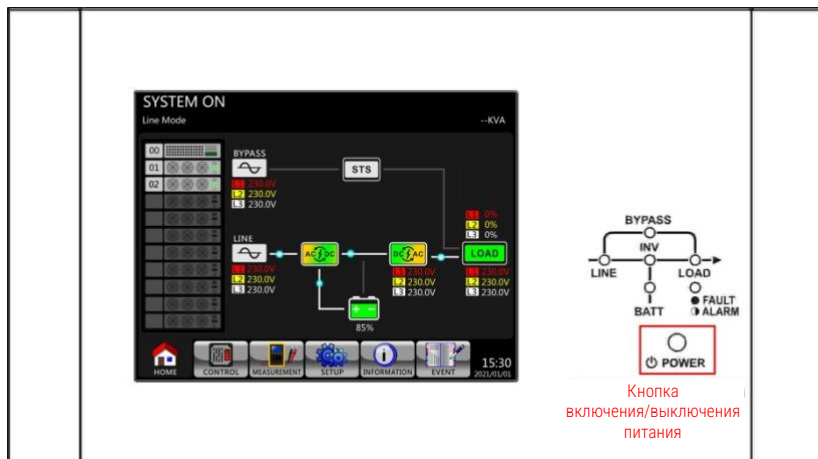 SYSTEM ON
Line Mode
--KVA
00
01
02
BYPASS
L1 230.0V
L2 230.0V
L3 230.0V
STS
L1 0%
L2 0%
L3 0%
LINE
L1 230.0V
L2 230.0V
L3 230.0V
AC DC
DC AC
L1 230.0V
L2 230.0V
L3 230.0V
LOAD
L1 230.0V
L2 230.0V
L3 230.0V
85%
HOME
CONTROL
MEASUREMENT
SETUP
INFORMATION
EVENT
15:30
2021/01/01
BYPASS
INV
LINE
LOAD
BATT
FAULT
ALARM
POWER
Кнопка
включения/выключения
питания